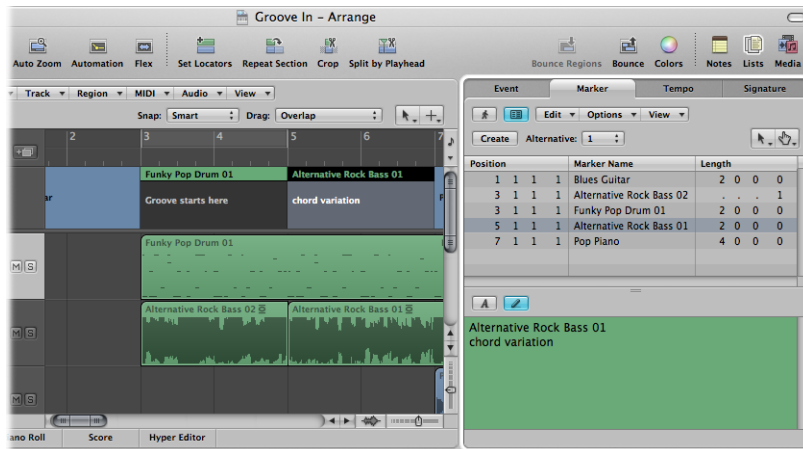 Groove In – Arrange
Auto Zoom Automation Flex Set Locators Repeat Section Crop Split by Playhead Bounce Regions Bounce Colors Notes Lists Media
Track Region MIDI Audio View
Snap: Smart Drag: Overlap
2 3 4 5 6 7
Funky Pop Drum 01 Alternative Rock Bass 01
Groove starts here chord variation
Funky Pop Drum 01
M S
Alternative Rock Bass 02 Alternative Rock Bass 01
M S
M S
Score Hyper Editor
Event Marker Tempo Signature
Edit Options View
Create Alternative: 1
Position Marker Name Length
1 1 1 1 Blues Guitar 2 0 0 0
3 1 1 1 Alternative Rock Bass 02 . . . 1
3 1 1 1 Funky Pop Drum 01 2 0 0 0
5 1 1 1 Alternative Rock Bass 01 2 0 0 0
7 1 1 1 Pop Piano 4 0 0 0
A
Alternative Rock Bass 01
chord variation